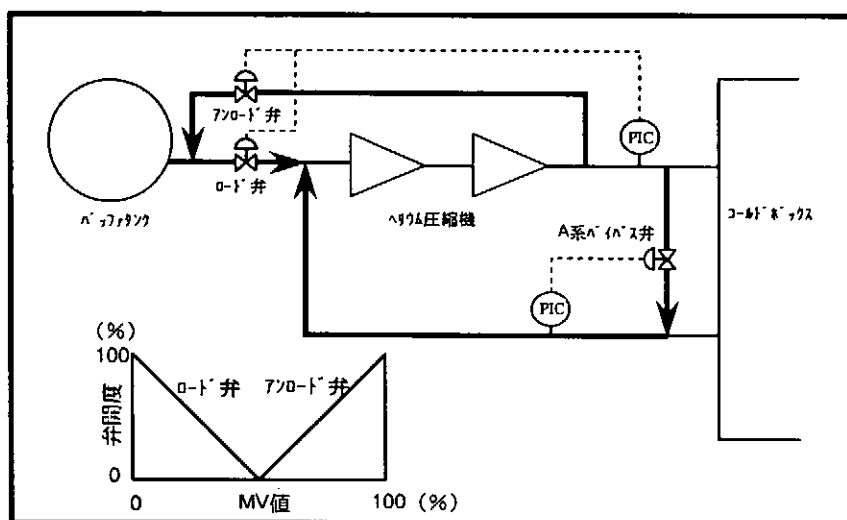 アンロード弁
PIC
ロード弁
バッファタンク
ヘリウム圧縮機
コールドボックス
A系バイパス弁
PIC
(%)
100
ロード弁
アンロード弁
弁開度
0
0
MV値
100 (%)